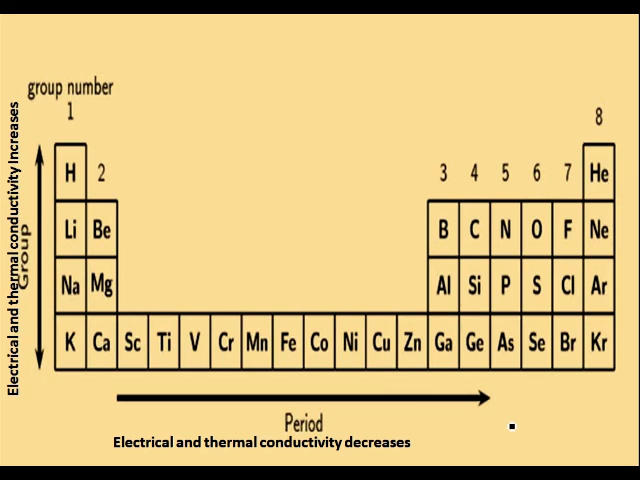 group number
1 8
H 2 3 4 5 6 7 He
Li Be B C N O F Ne
Na Mg Al Si P S Cl Ar
K Ca Sc Ti V Cr Mn Fe Co Ni Cu Zn Ga Ge As Se Br Kr
Period
Electrical and thermal conductivity decreases
Electrical and thermal conductivity Increases
Group